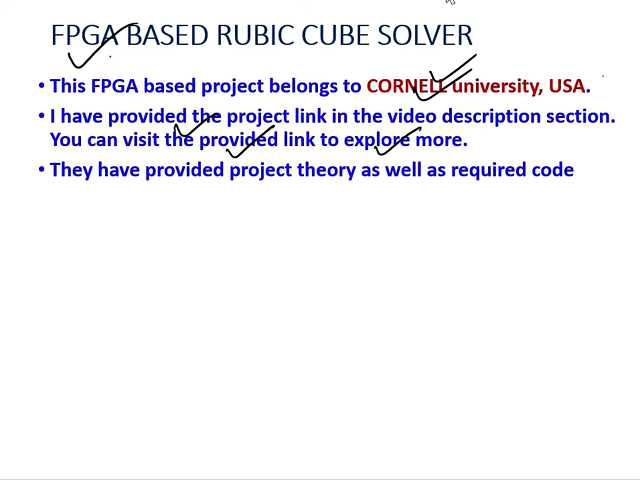 FPGA BASED RUBIC CUBE SOLVER
• This FPGA based project belongs to CORNELL university, USA.
• I have provided the project link in the video description section.
You can visit the provided link to explore more.
• They have provided project theory as well as required code